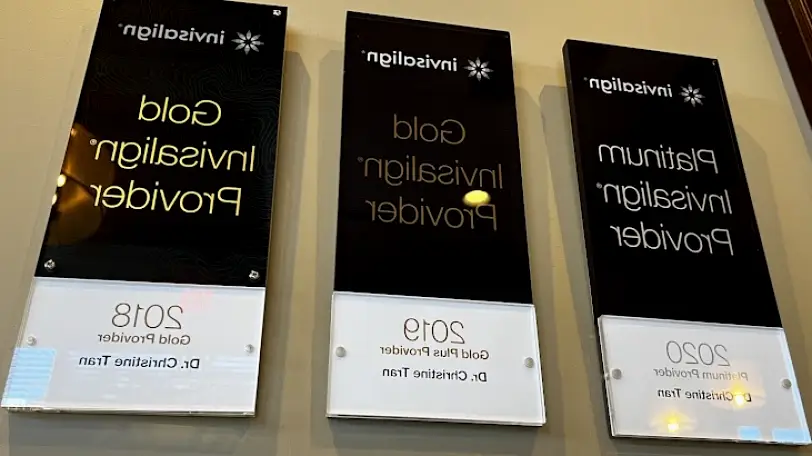 invisalign®
Gold
Invisalign®
Provider
2018
Gold Provider
Dr. Christine Tran
invisalign®
Gold
Invisalign®
Provider
2019
Gold Plus Provider
Dr. Christine Tran
invisalign®
Platinum
Invisalign®
Provider
2020
Platinum Provider
Dr. Christine Tran